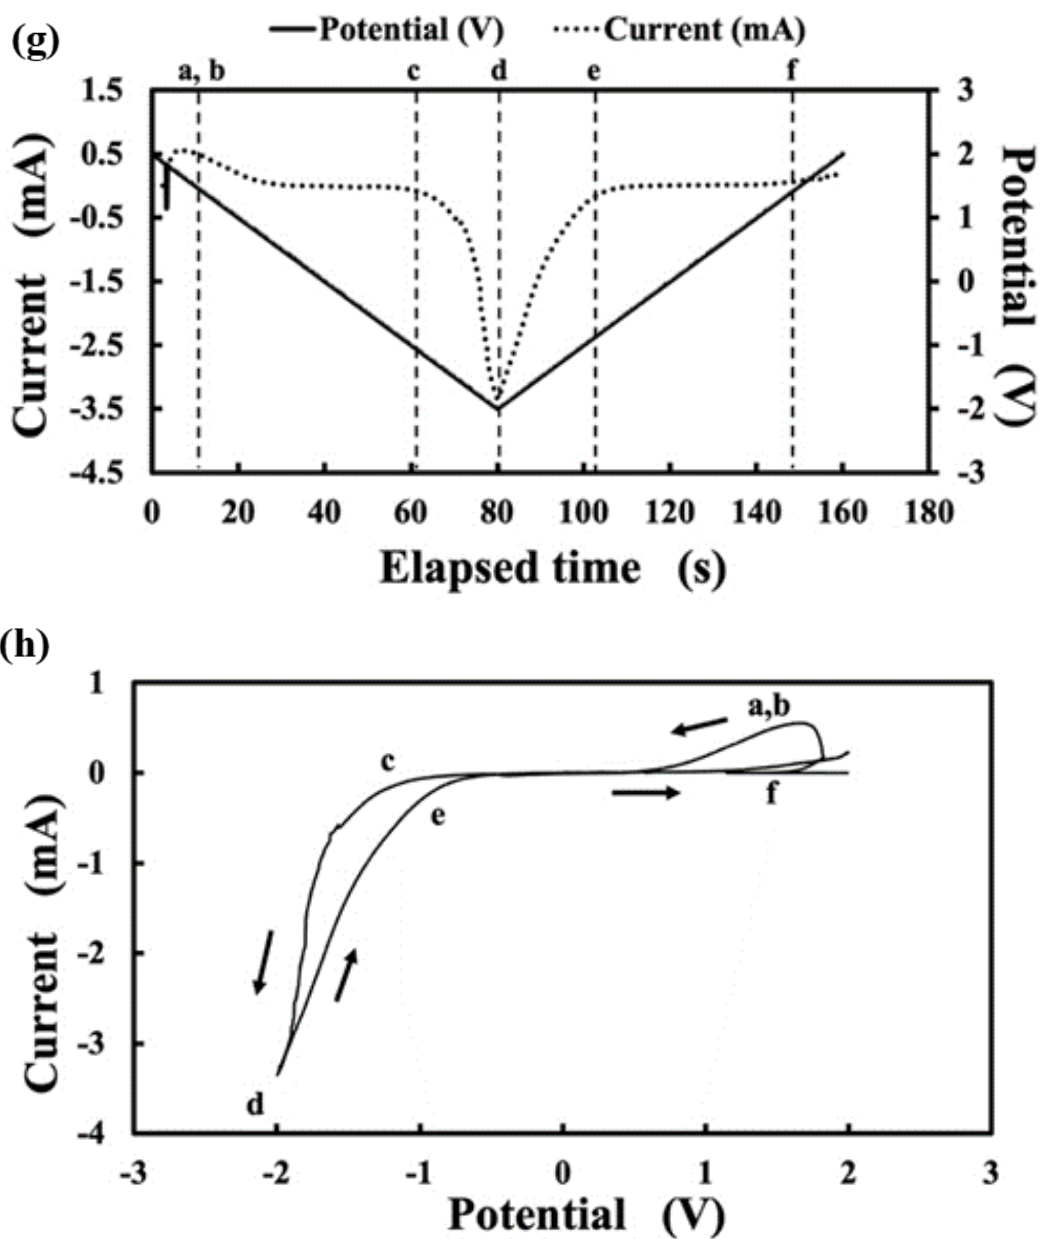 (g)
Potential (V) Current (mA)
a, b c d e f
1.5 3
0.5 2
-0.5 1
-1.5 0
-2.5 -1
-3.5 -2
-4.5 -3
Current (mA)
Potential (V)
0 20 40 60 80 100 120 140 160 180
Elapsed time (s)
(h)
1
0
-1
-2
-3
-4
Current (mA)
a,b
c
f
e
d
-3 -2 -1 0 1 2 3
Potential (V)